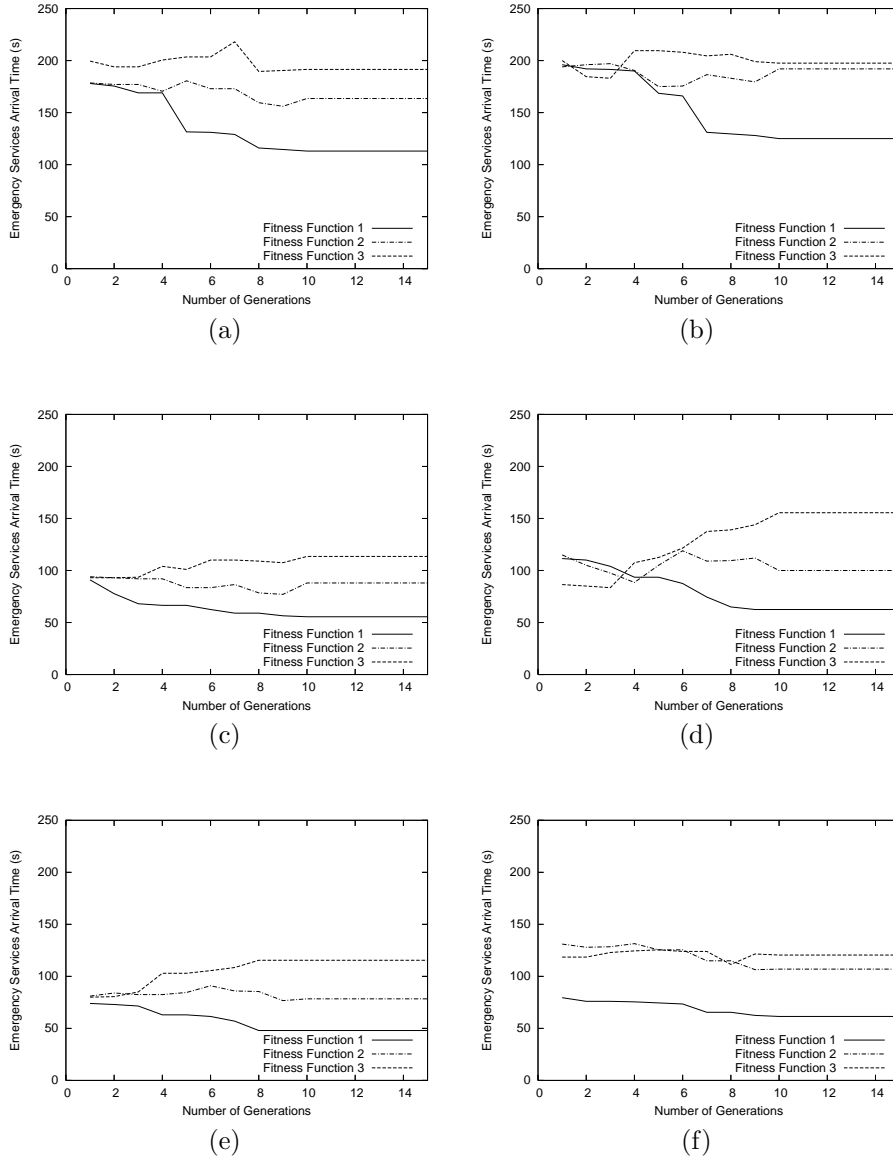 250
200
150
100
50
0
Emergency Services Arrival Time (s)
Fitness Function 1
Fitness Function 2
Fitness Function 3
0 2 4 6 8 10 12 14
Number of Generations
(a)
250
200
150
100
50
0
Emergency Services Arrival Time (s)
Fitness Function 1
Fitness Function 2
Fitness Function 3
0 2 4 6 8 10 12 14
Number of Generations
(b)
250
200
150
100
50
0
Emergency Services Arrival Time (s)
Fitness Function 1
Fitness Function 2
Fitness Function 3
0 2 4 6 8 10 12 14
Number of Generations
(c)
250
200
150
100
50
0
Emergency Services Arrival Time (s)
Fitness Function 1
Fitness Function 2
Fitness Function 3
0 2 4 6 8 10 12 14
Number of Generations
(d)
250
200
150
100
50
0
Emergency Services Arrival Time (s)
Fitness Function 1
Fitness Function 2
Fitness Function 3
0 2 4 6 8 10 12 14
Number of Generations
(e)
250
200
150
100
50
0
Emergency Services Arrival Time (s)
Fitness Function 1
Fitness Function 2
Fitness Function 3
0 2 4 6 8 10 12 14
Number of Generations
(f)